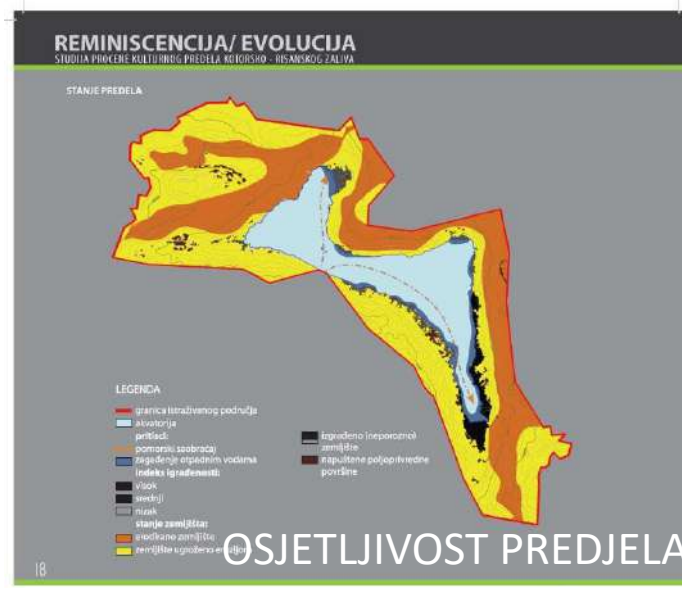 REMINISCENCIJA/ EVOLUCIJA
STUDIJA PROCENE KULTURNOG PREDELA KOTORSKO - RISANSKOG ZALIVA
STANJE PREDELA
LEGENDA
granica istraživanog područja
akvatorija
pritisci:
pomorski saobraćaj
zagađenje otpadnim vodama
indeks izgrađenosti:
visok
srednji
nizak
stanje zemljišta:
erodirano zemljište
zemljište ugroženo
izgrađeno (neporozno)
zemljište
napuštene poljoprivredne
površine
OSJETLJIVOST PREDJELA
18